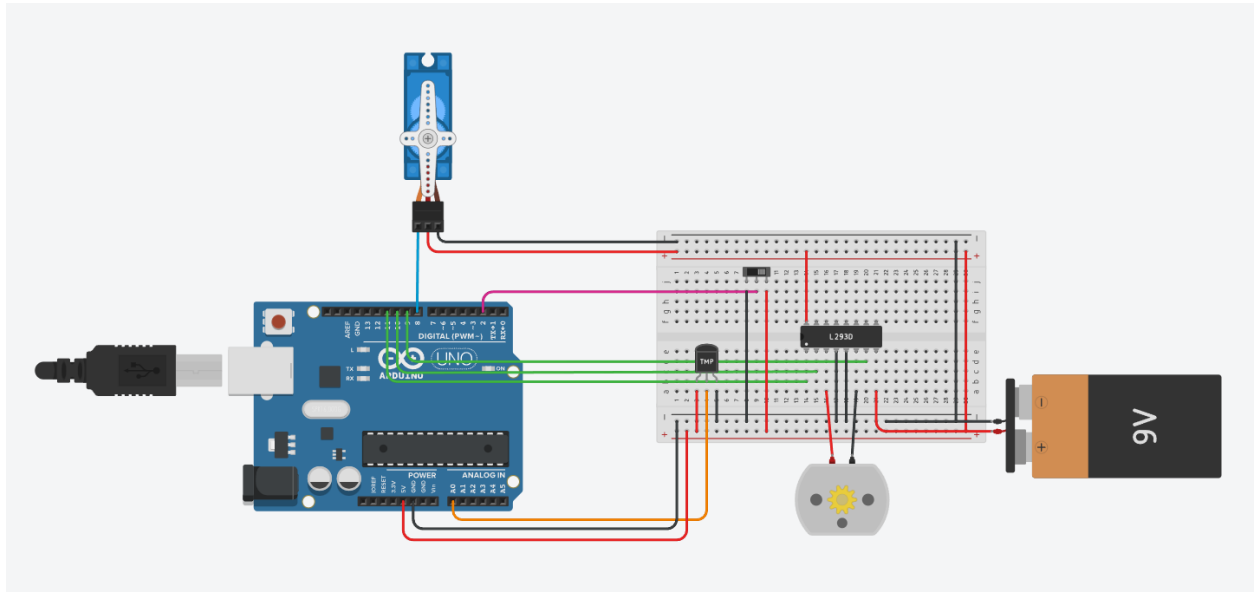 AREF
GND
13
12
~11
~10
~9
8
7
~6
~5
4
~3
2
TX→1
RX←0
DIGITAL (PWM~)
L
TX
RX
UNO
ARDUINO
ON
POWER
ANALOG IN
IOREF
RESET
3.3V
5V
GND
GND
Vin
A0
A1
A2
A3
A4
A5
TMP
L293D
9V